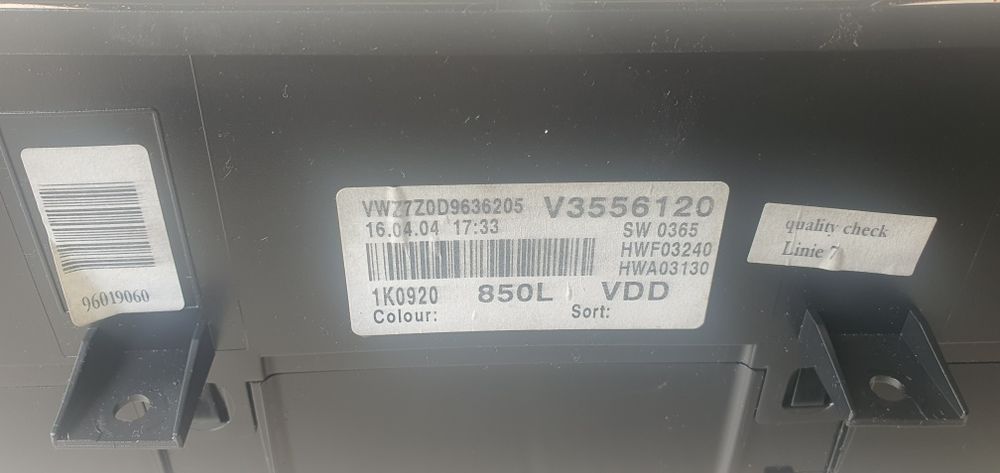 96019060
VWZ7Z0D9636205 V3556120
16.04.04 17:33 SW 0365
HWF03240
HWA03130
1K0920 850L VDD
Colour: Sort:
quality check
Linie 7